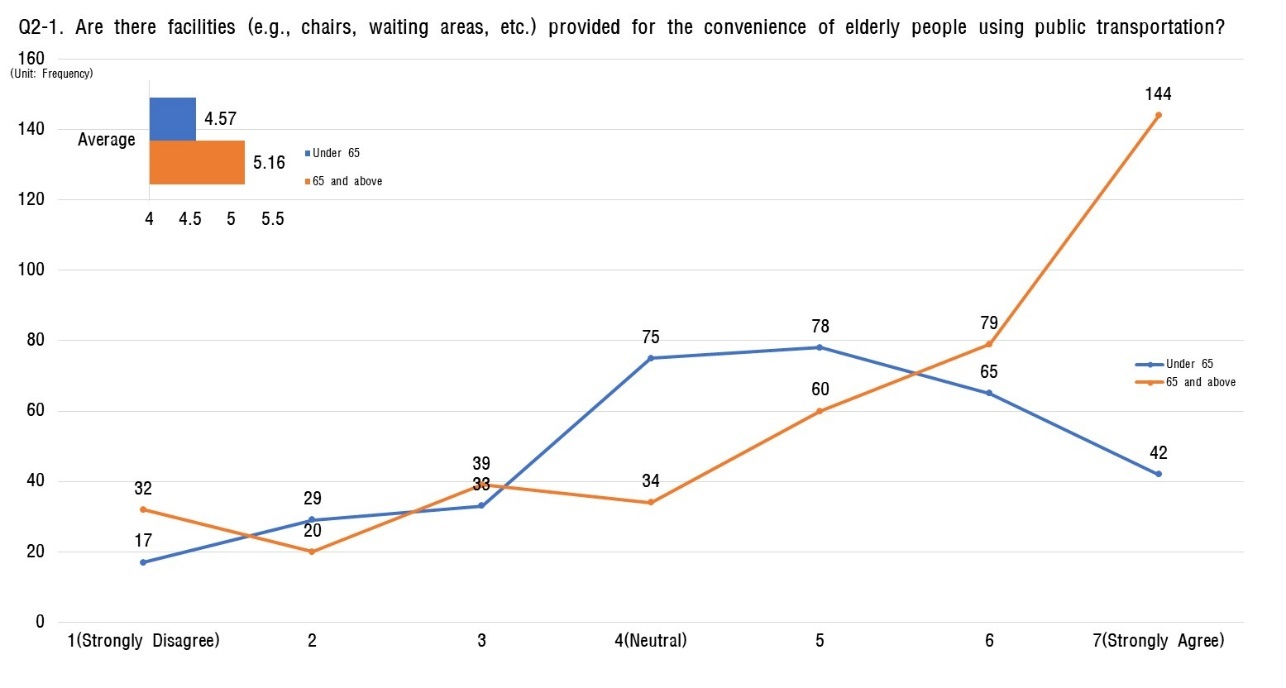 Q2-1. Are there facilities (e.g., chairs, waiting areas, etc.) provided for the convenience of elderly people using public transportation?
160
(Unit: Frequency)
144
4.57
140
Average
Under 65
5.16
65 and above
120
4 4.5 5 5.5
100
80
75
78
79
65
Under 65
65 and above
60
60
42
40
39
33
34
32
29
20
17
20
0
1(Strongly Disagree) 2 3 4(Neutral) 5 6 7(Strongly Agree)